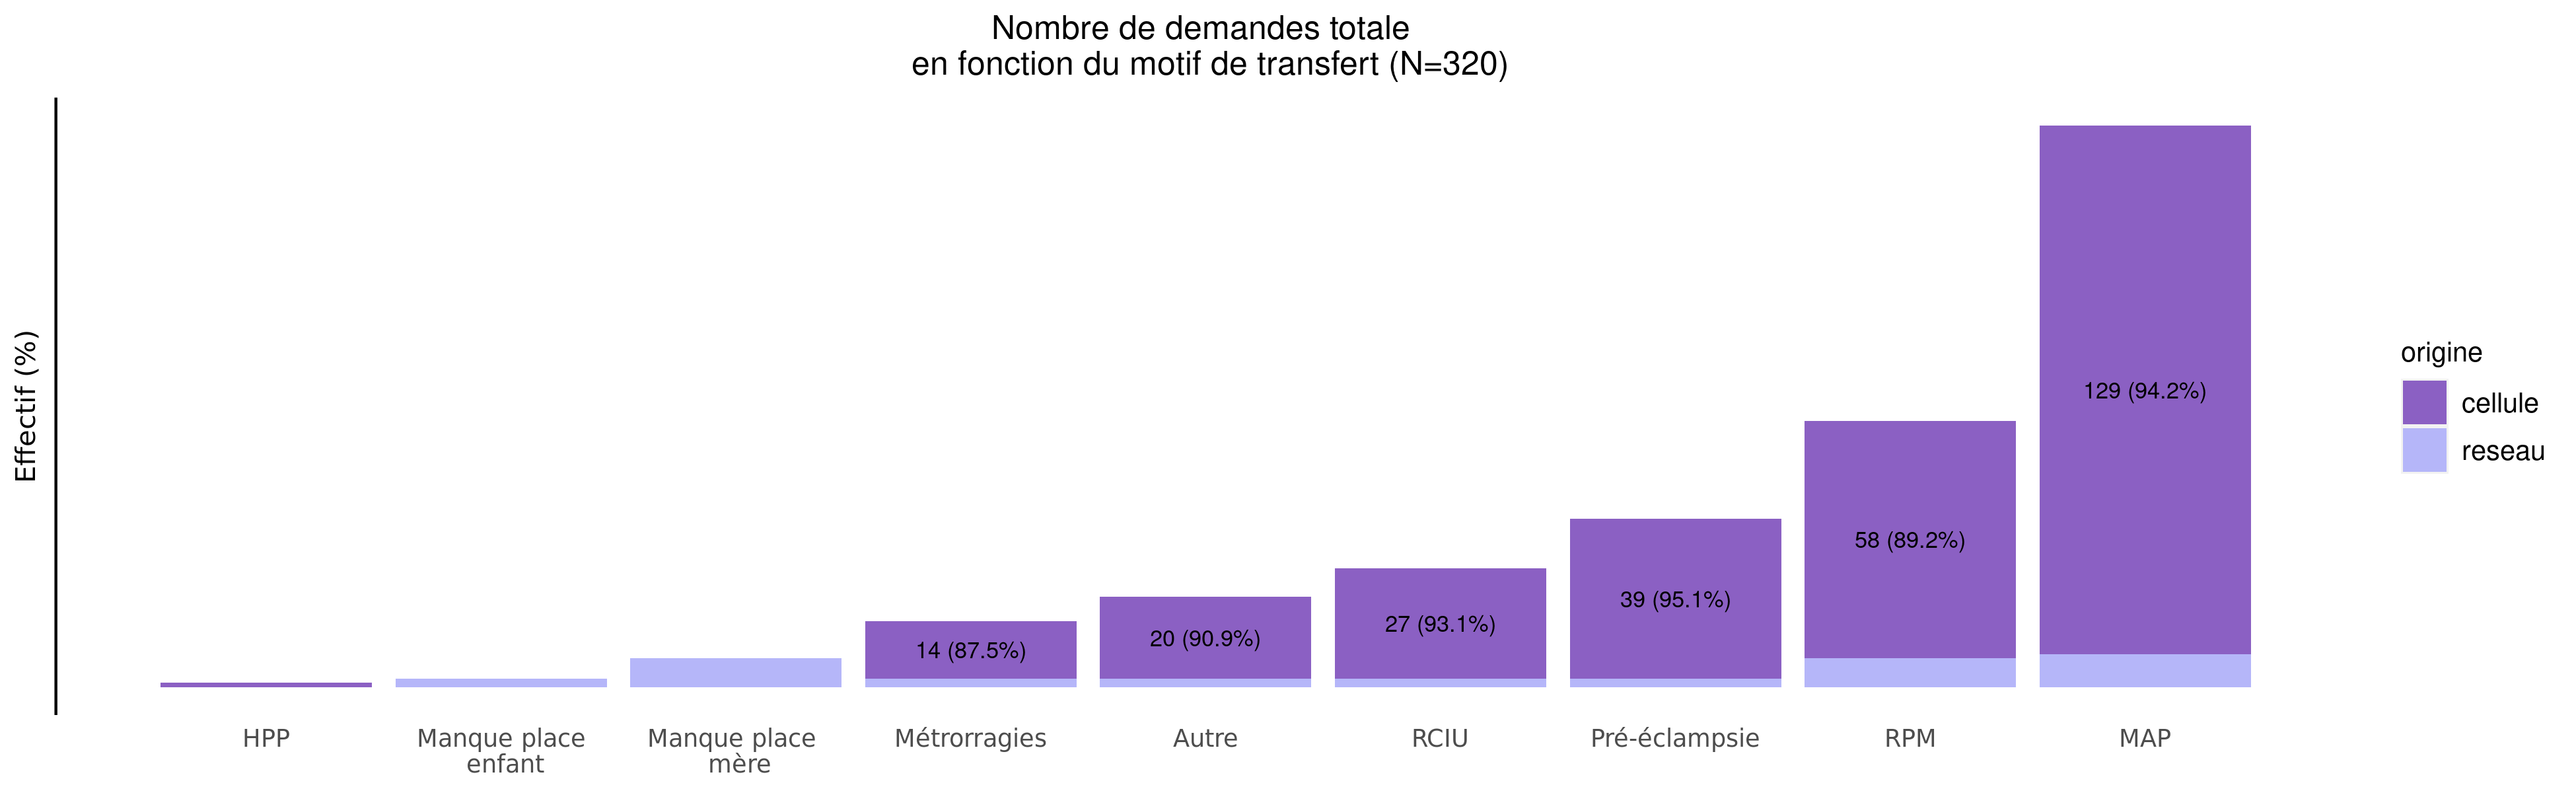 Nombre de demandes totale
en fonction du motif de transfert (N=320)
Effectif (%)
129 (94.2%)
58 (89.2%)
39 (95.1%)
27 (93.1%)
20 (90.9%)
14 (87.5%)
origine
cellule
reseau
HPP
Manque place
enfant
Manque place
mère
Métrorragies
Autre
RCIU
Pré-éclampsie
RPM
MAP